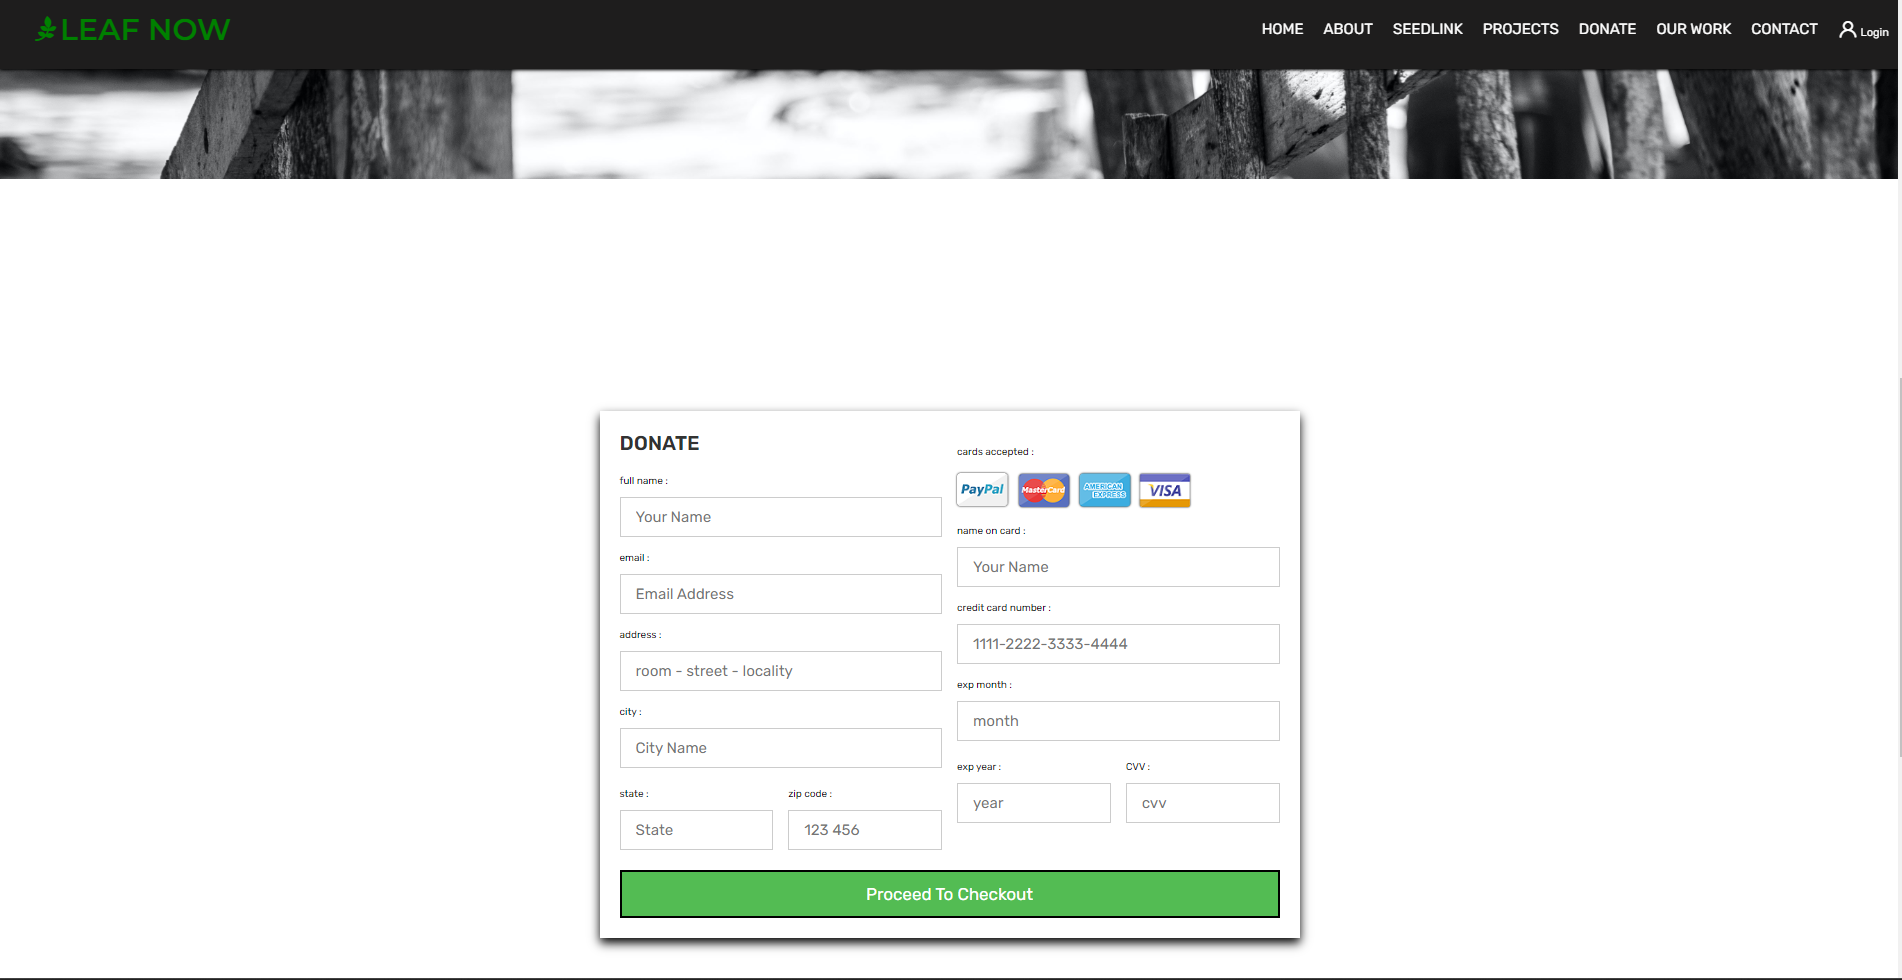 LEAF NOW
HOME ABOUT SEEDLINK PROJECTS DONATE OUR WORK CONTACT Login
DONATE
full name :
Your Name
email :
Email Address
address :
room - street - locality
city :
City Name
state : zip code :
State 123 456
cards accepted :
PayPal MasterCard AMERICAN EXPRESS VISA
name on card :
Your Name
credit card number :
1111-2222-3333-4444
exp month :
month
exp year : CVV :
year cvv
Proceed To Checkout